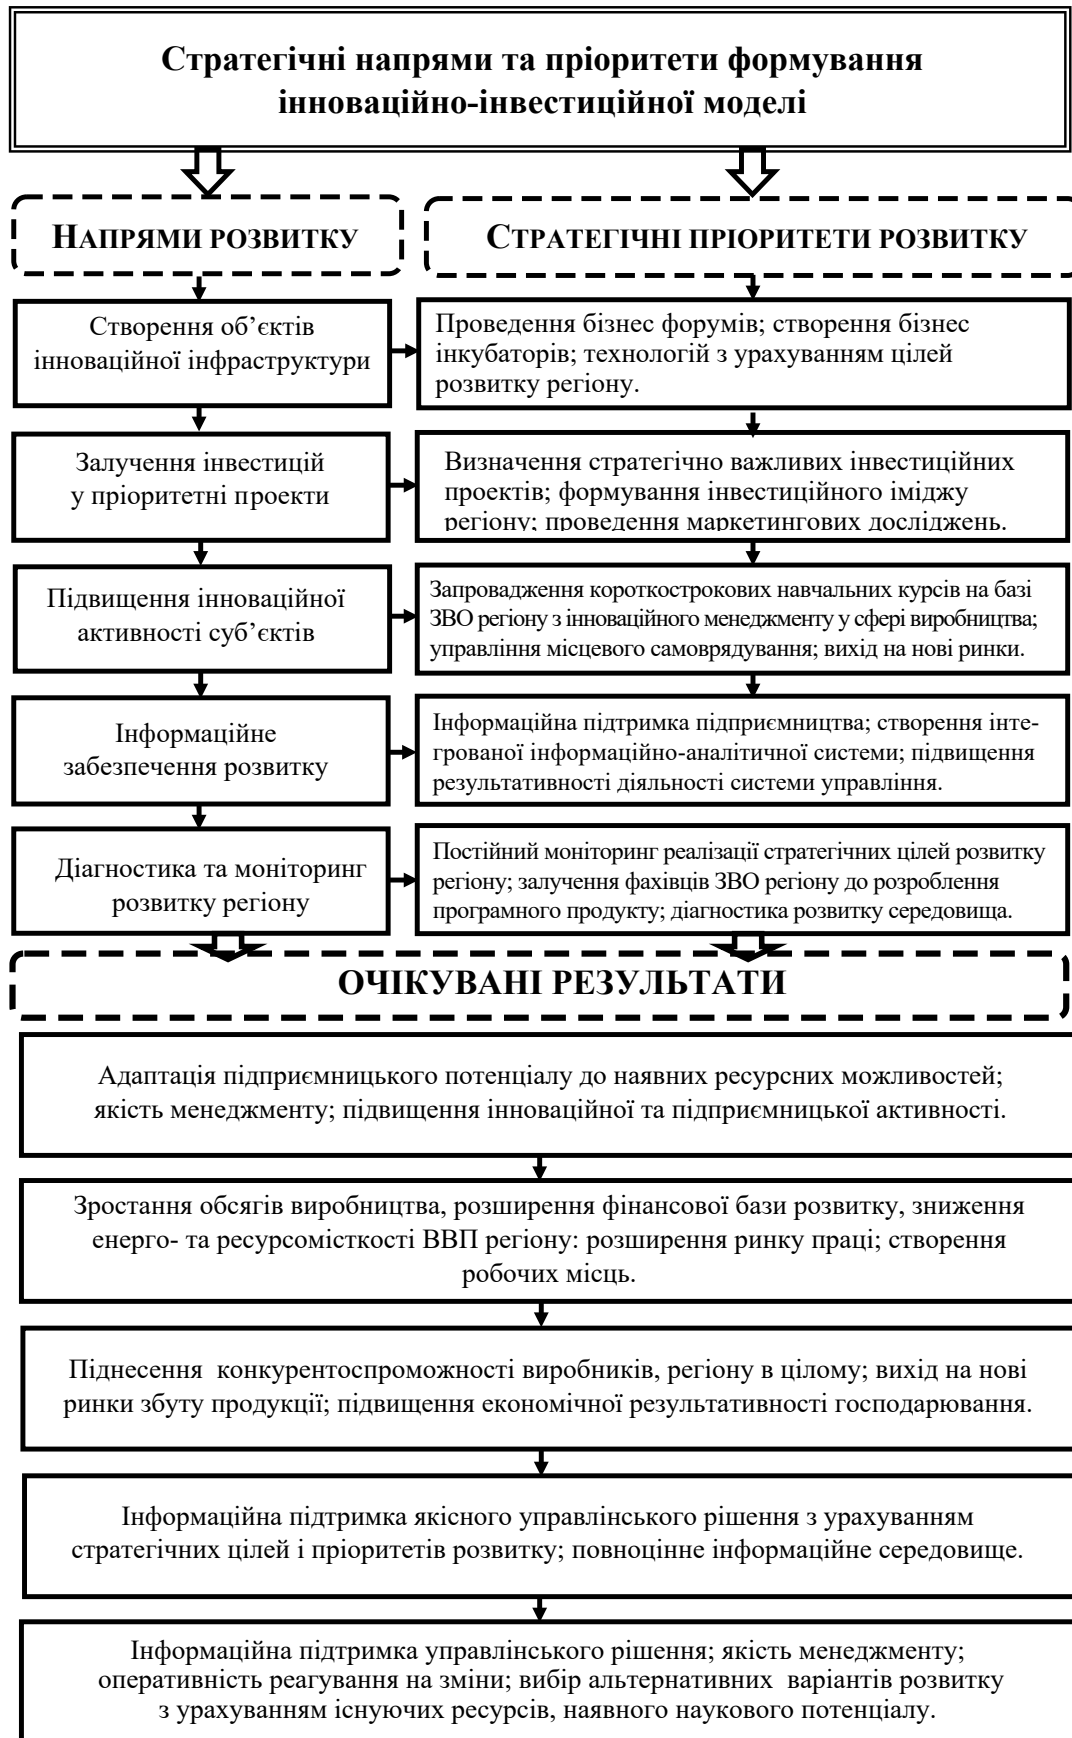 Стратегічні напрями та пріоритети формування
інноваційно-інвестиційної моделі
НАПРЯМИ РОЗВИТКУ
СТРАТЕГІЧНІ ПРІОРИТЕТИ РОЗВИТКУ
Створення об’єктів
інноваційної інфраструктури
Проведення бізнес форумів; створення бізнес
інкубаторів; технологій з урахуванням цілей
розвитку регіону.
Залучення інвестицій
у пріоритетні проекти
Визначення стратегічно важливих інвестиційних
проектів; формування інвестиційного іміджу
регіону; проведення маркетингових досліджень.
Підвищення інноваційної
активності суб’єктів
Запровадження короткострокових навчальних курсів на базі
ЗВО регіону з інноваційного менеджменту у сфері виробництва;
управління місцевого самоврядування; вихід на нові ринки.
Інформаційне
забезпечення розвитку
Інформаційна підтримка підприємництва; створення інте-
грованої інформаційно-аналітичної системи; підвищення
результативності діяльності системи управління.
Діагностика та моніторинг
розвитку регіону
Постійний моніторинг реалізації стратегічних цілей розвитку
регіону; залучення фахівців ЗВО регіону до розроблення
програмного продукту; діагностика розвитку середовища.
ОЧІКУВАНІ РЕЗУЛЬТАТИ
Адаптація підприємницького потенціалу до наявних ресурсних можливостей;
якість менеджменту; підвищення інноваційної та підприємницької активності.
Зростання обсягів виробництва, розширення фінансової бази розвитку, зниження
енерго- та ресурсомісткості ВВП регіону: розширення ринку праці; створення
робочих місць.
Піднесення конкурентоспроможності виробників, регіону в цілому; вихід на нові
ринки збуту продукції; підвищення економічної результативності господарювання.
Інформаційна підтримка якісного управлінського рішення з урахуванням
стратегічних цілей і пріоритетів розвитку; повноцінне інформаційне середовище.
Інформаційна підтримка управлінського рішення; якість менеджменту;
оперативність реагування на зміни; вибір альтернативних варіантів розвитку
з урахуванням існуючих ресурсів, наявного наукового потенціалу.